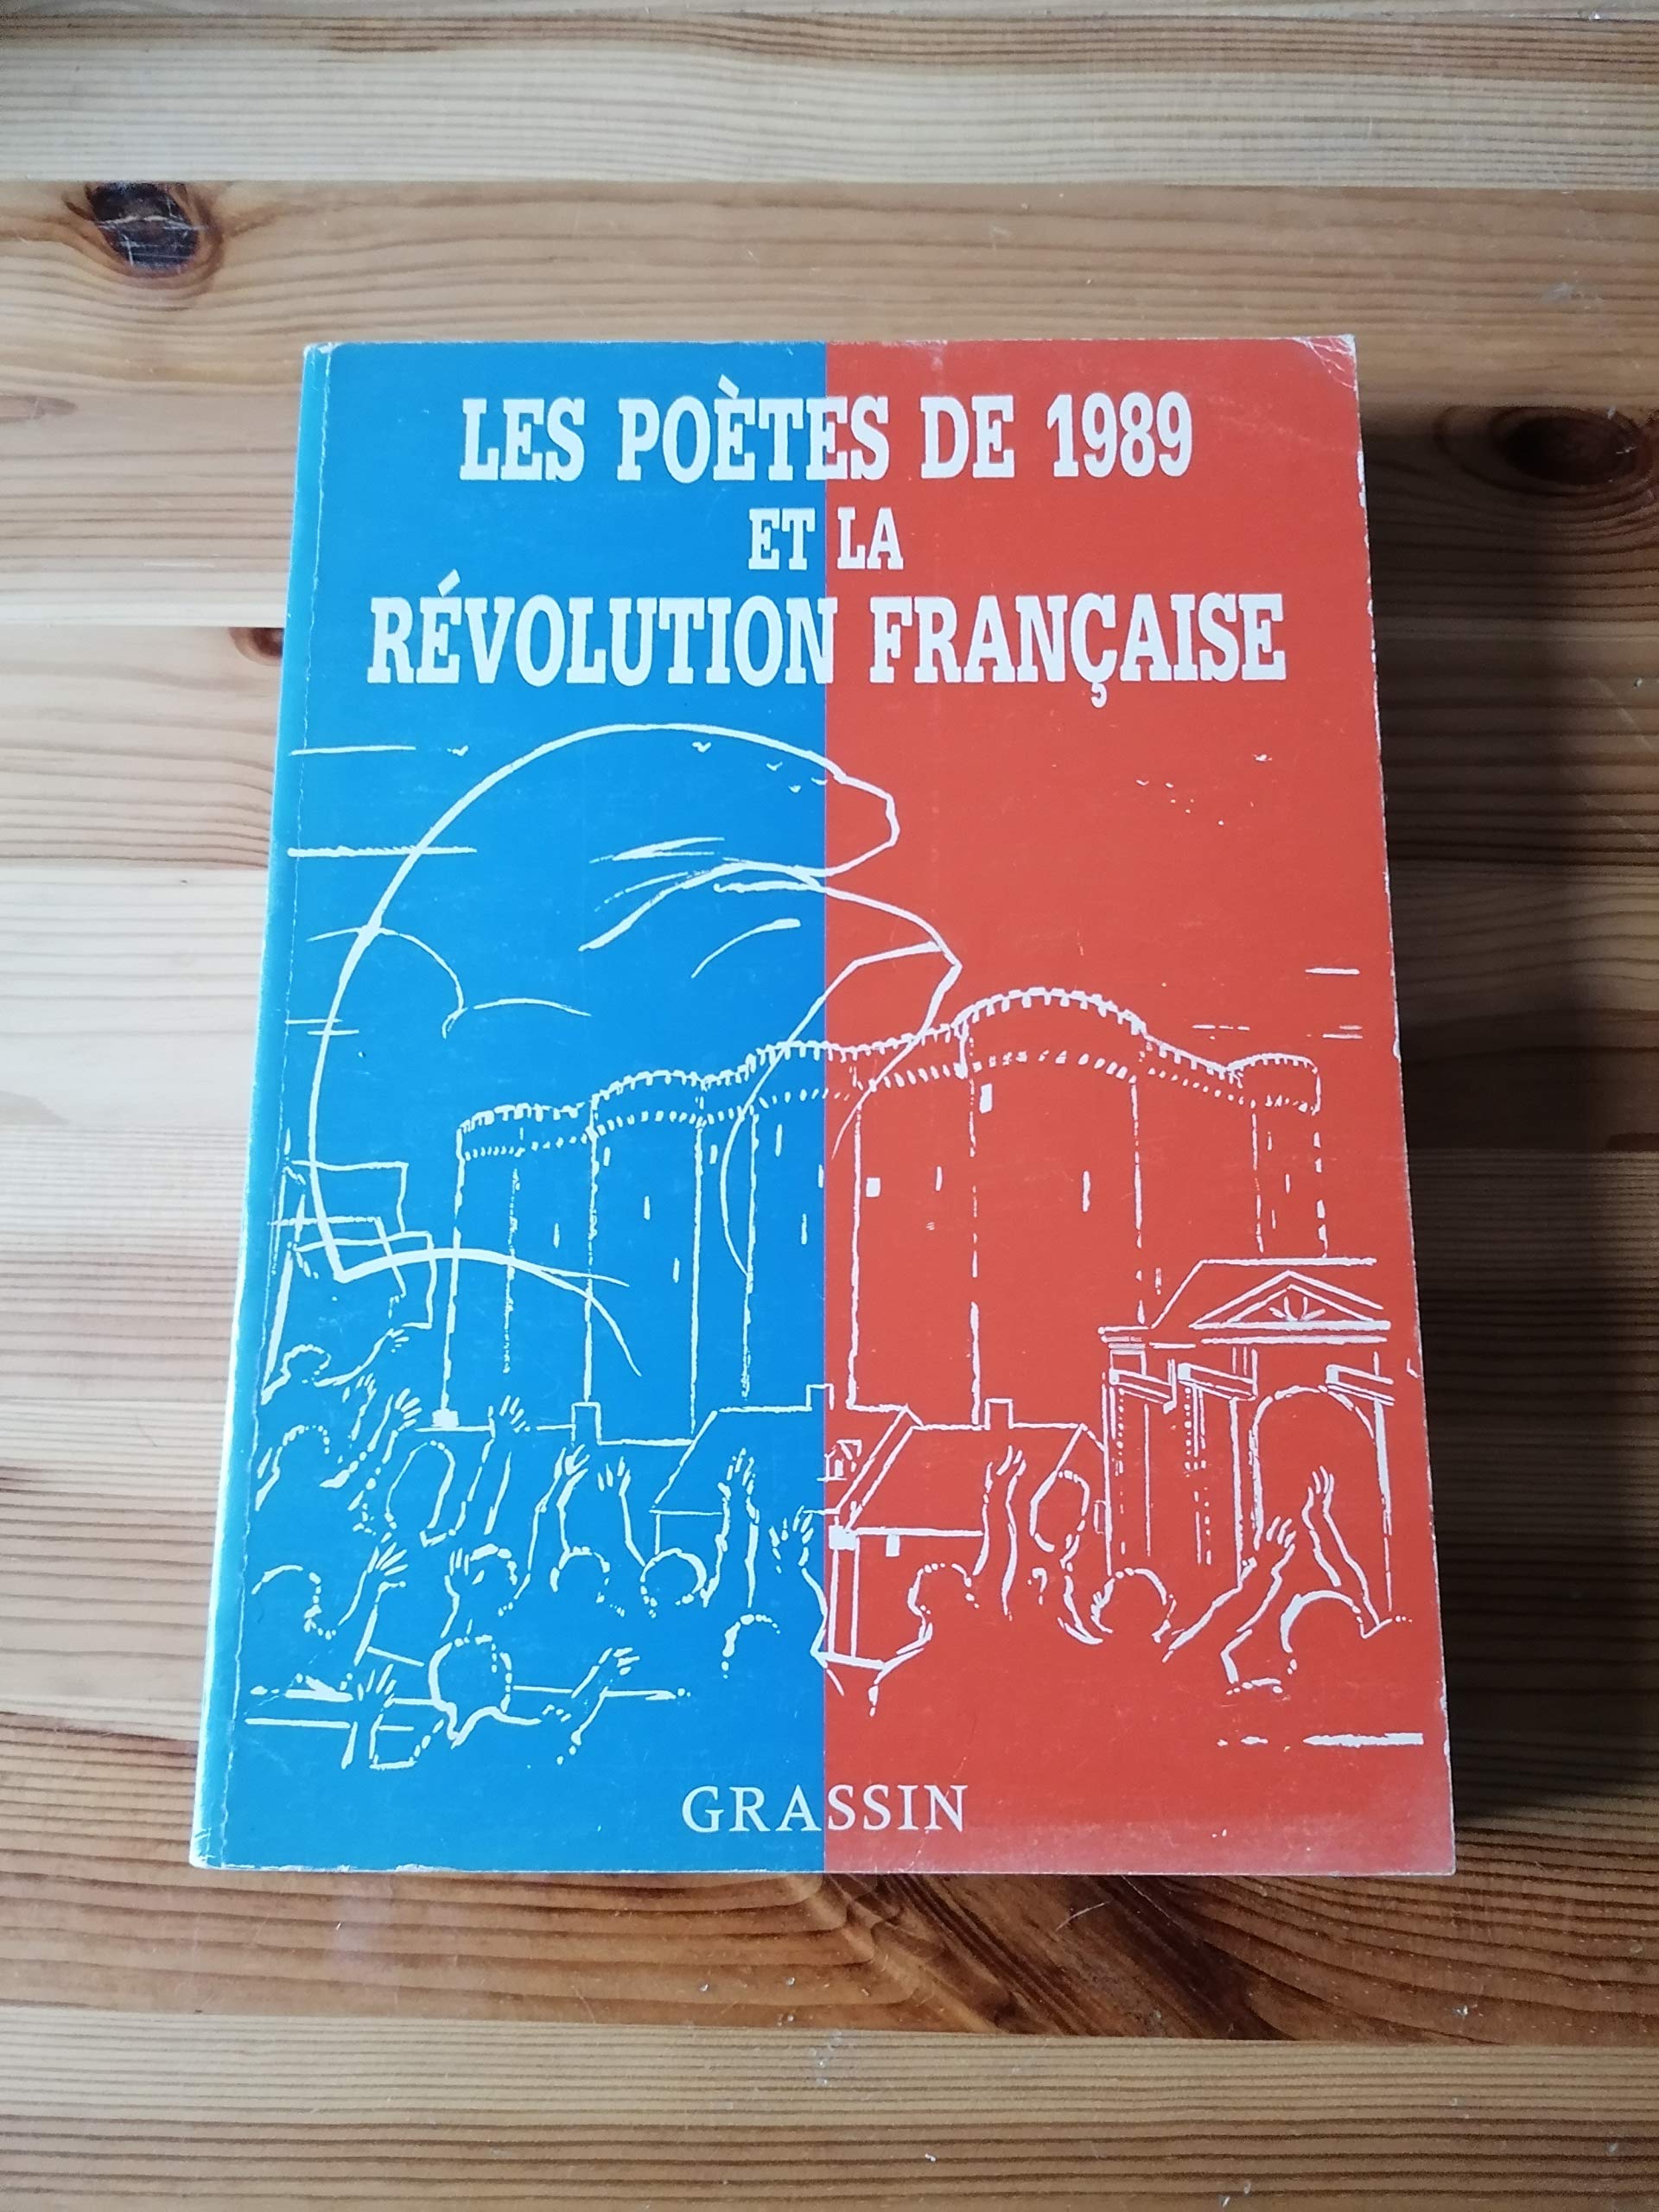 LES POÈTES DE 1989
ET LA
RÉVOLUTION FRANÇAISE
GRASSIN